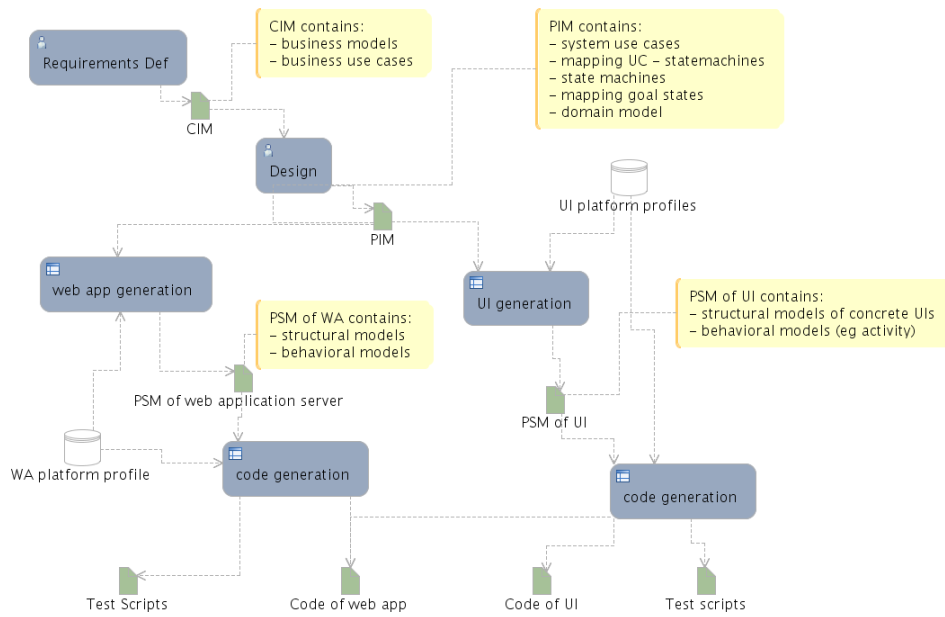 CIM contains:
– business models
– business use cases
PIM contains:
– system use cases
– mapping UC – statemachines
– state machines
– mapping goal states
– domain model
Requirements Def
CIM
Design
UI platform profiles
PIM
web app generation
UI generation
PSM of UI contains:
– structural models of concrete UIs
– behavioral models (eg activity)
PSM of WA contains:
– structural models
– behavioral models
PSM of web application server
PSM of UI
WA platform profile
code generation
code generation
Test Scripts
Code of web app
Code of UI
Test scripts